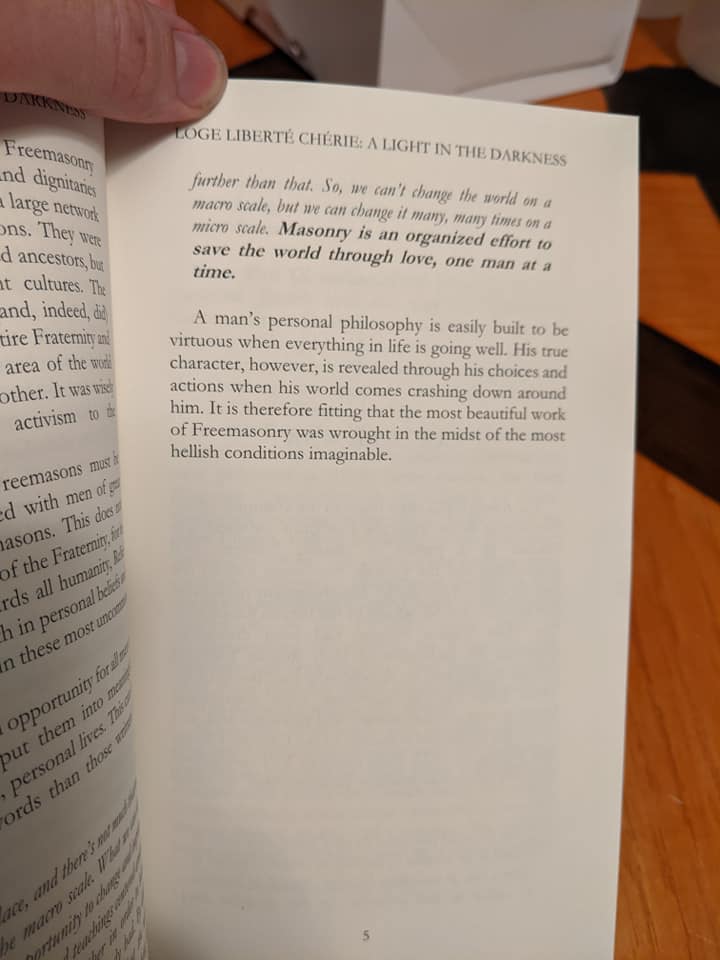 DARKNESS
Freemasonry
and dignitaries
a large network
ons. They were
d ancestors, but
nt cultures. The
and, indeed, did
tire Fraternity and
area of the world
other. It was wisely
activism to the
reemasons must be
ed with men of great
nasons. This does not
of the Fraternity, for
rds all humanity,
h in personal beliefs
in these most uncommon
opportunity for all
put them into
, personal lives. This
words than those
lace, and there's not much
he macro scale. What we
portunity to change and
d teachings
her in order
LOGE LIBERTÉ CHÉRIE: A LIGHT IN THE DARKNESS
further than that. So, we can't change the world on a
macro scale, but we can change it many, many times on a
micro scale. Masonry is an organized effort to
save the world through love, one man at a
time.
A man's personal philosophy is easily built to be
virtuous when everything in life is going well. His true
character, however, is revealed through his choices and
actions when his world comes crashing down around
him. It is therefore fitting that the most beautiful work
of Freemasonry was wrought in the midst of the most
hellish conditions imaginable.
5